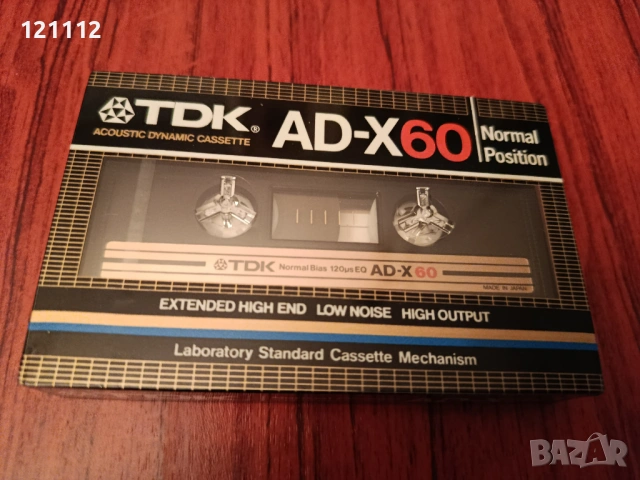 121112
TDK®
ACOUSTIC DYNAMIC CASSETTE
AD-X60
Normal
Position
TDK Normal Bias 120μs EQ AD-X60
MADE IN JAPAN
EXTENDED HIGH END LOW NOISE HIGH OUTPUT
Laboratory Standard Cassette Mechanism
BAZAR